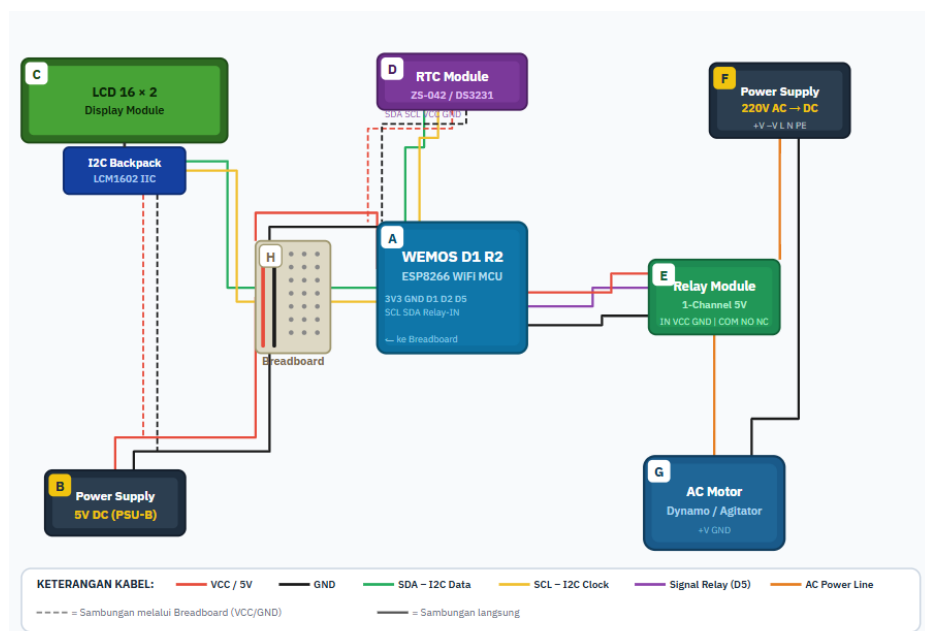 C
LCD 16 × 2
Display Module
I2C Backpack
LCM1602 IIC
D
RTC Module
ZS-042 / DS3231
SDA SCL VCC GND
F
Power Supply
220V AC → DC
+V −V L N PE
H
Breadboard
A
WEMOS D1 R2
ESP8266 WiFi MCU
3V3 GND D1 D2 D5
SCL SDA Relay-IN
⌙ ke Breadboard
E
Relay Module
1-Channel 5V
IN VCC GND | COM NO NC
B
Power Supply
5V DC (PSU-B)
G
AC Motor
Dynamo / Agitator
+V GND
KETERANGAN KABEL: VCC / 5V GND SDA – I2C Data SCL – I2C Clock Signal Relay (D5) AC Power Line
= Sambungan melalui Breadboard (VCC/GND) = Sambungan langsung